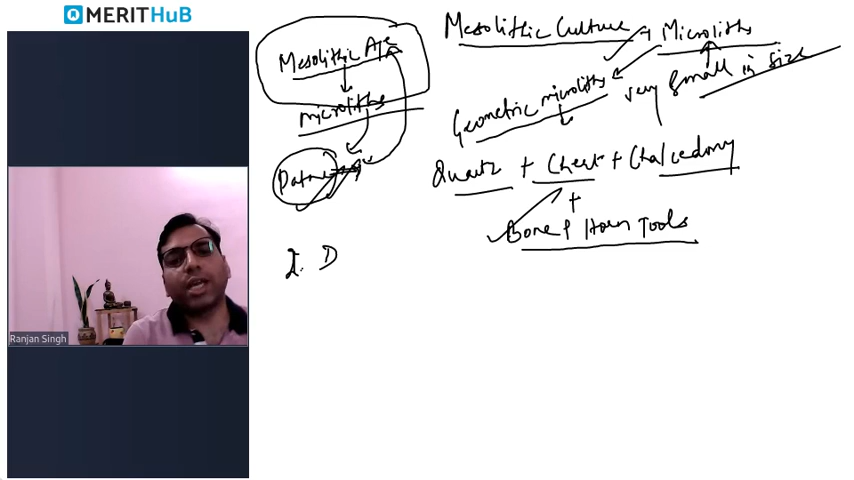 MERITHUB
Mesolithic Age
microliths
Mesolithic Culture → Microliths
very small in size
Geometric microliths
Quartz + Chert + Chalcedony
+
Bone & Horn Tools
2. D
Ranjan Singh